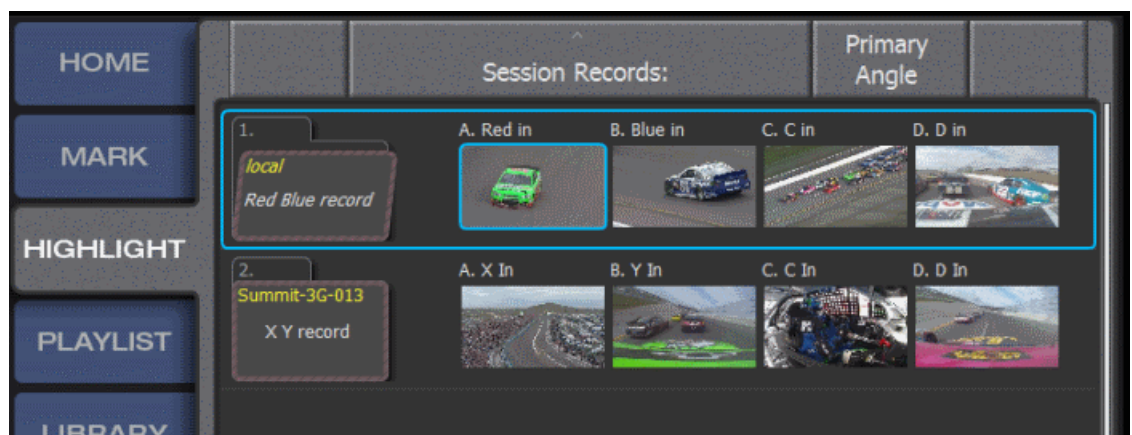 HOME
MARK
HIGHLIGHT
PLAYLIST
LIBRARY
Session Records:
Primary
Angle
1.
local
Red Blue record
A. Red in
B. Blue in
C. C in
D. D in
2.
Summit-3G-013
X Y record
A. X In
B. Y In
C. C In
D. D In